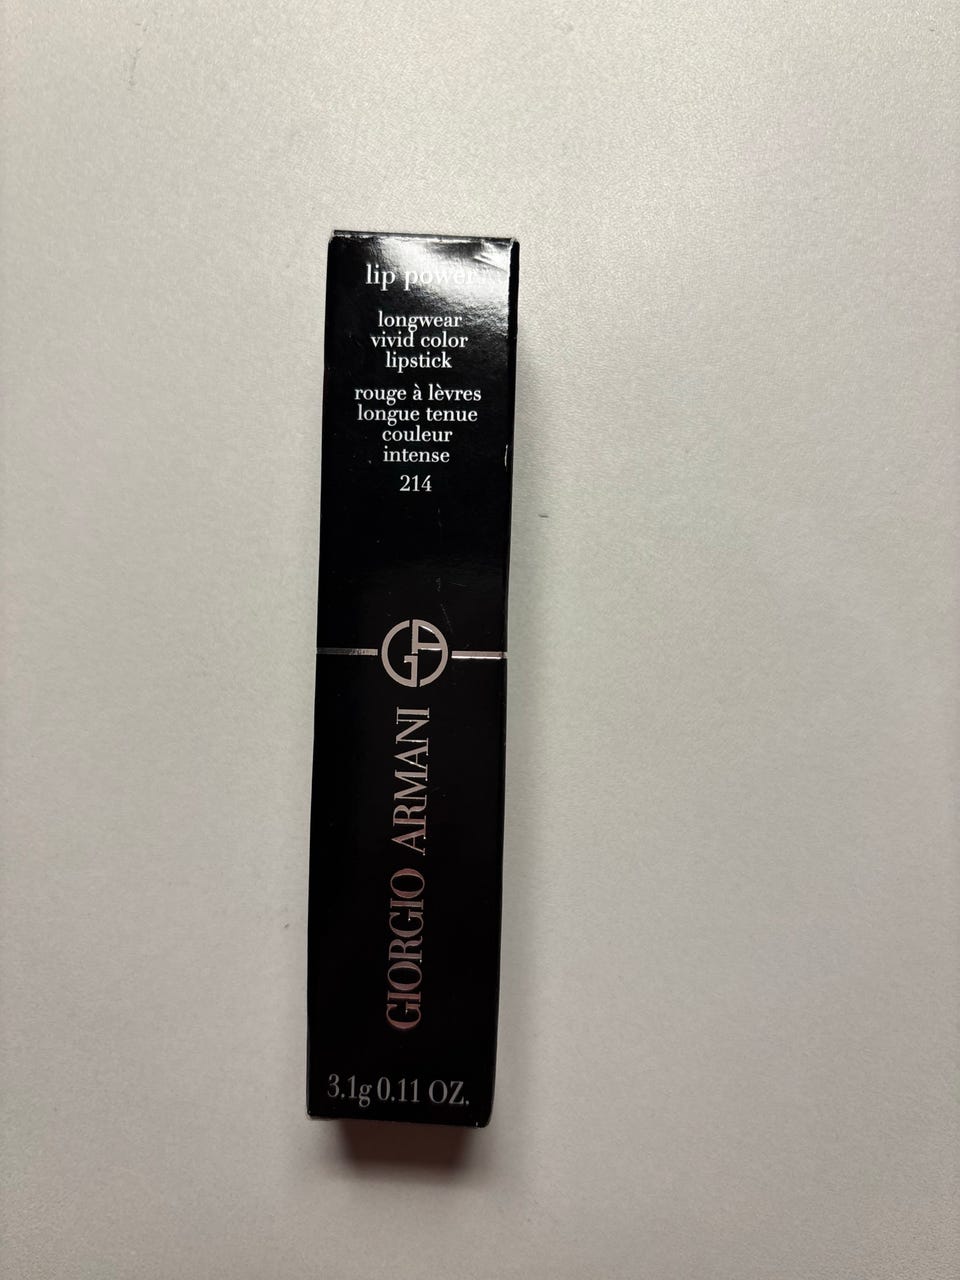 lip power
longwear
vivid color
lipstick
rouge à lèvres
longue tenue
couleur
intense
214
GA
GIORGIO ARMANI
3.1g 0.11 OZ.